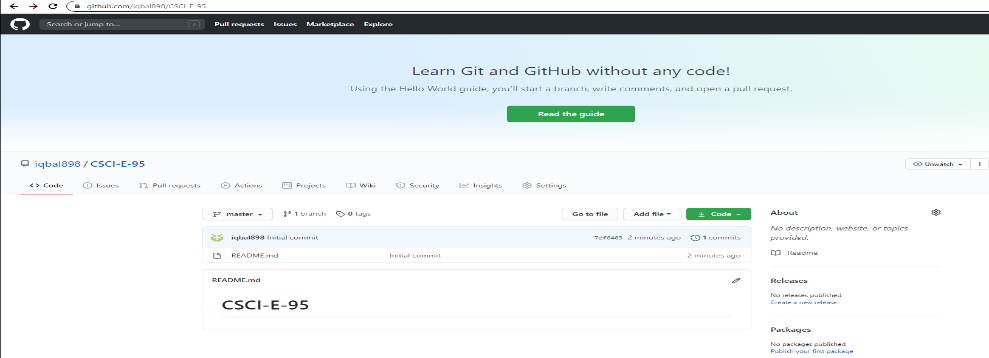 github.com/iqbal898/CSCI-E-95
Search or jump to... / Pull requests Issues Marketplace Explore
Learn Git and GitHub without any code!
Using the Hello World guide, you'll start a branch, write comments, and open a pull request.
Read the guide
iqbal898 / CSCI-E-95 Unwatch 1
Code Issues Pull requests Actions Projects Wiki Security Insights Settings
master 1 branch 0 tags Go to file Add file Code
iqbal898 Initial commit 7ef6463 2 minutes ago 1 commits
README.md Initial commit 2 minutes ago
README.md
CSCI-E-95
About
No description, website, or topics
provided.
Readme
Releases
No releases published
Create a new release
Packages
No packages published
Publish your first package